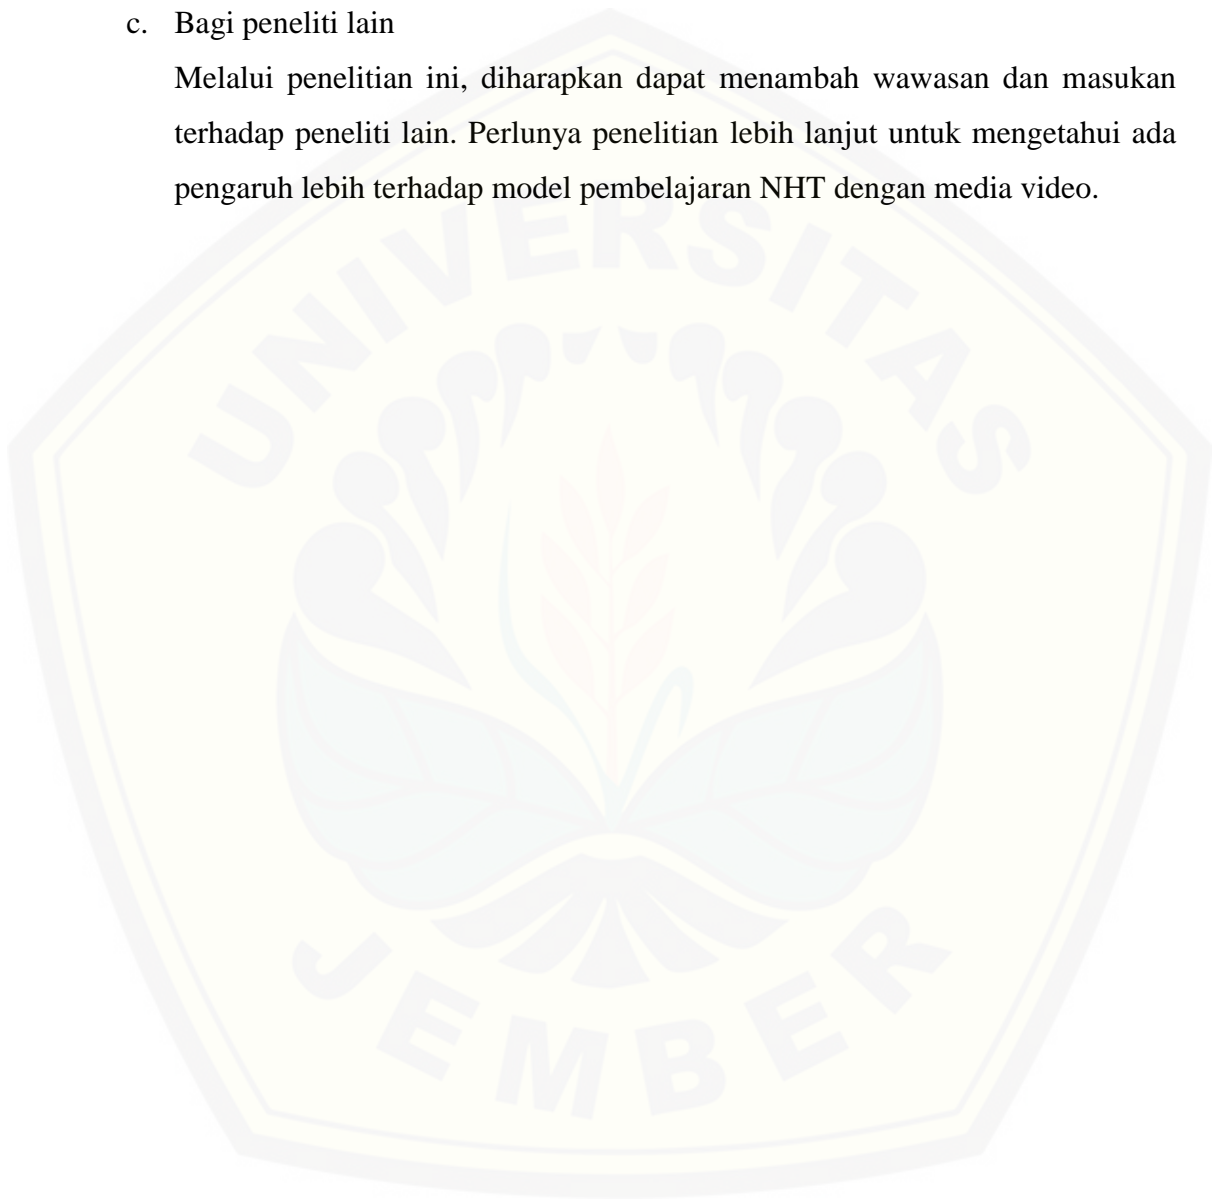 c. Bagi peneliti lain
Melalui penelitian ini, diharapkan dapat menambah wawasan dan masukan
terhadap peneliti lain. Perlunya penelitian lebih lanjut untuk mengetahui ada
pengaruh lebih terhadap model pembelajaran NHT dengan media video.
UNIVERSITAS
JEMBER